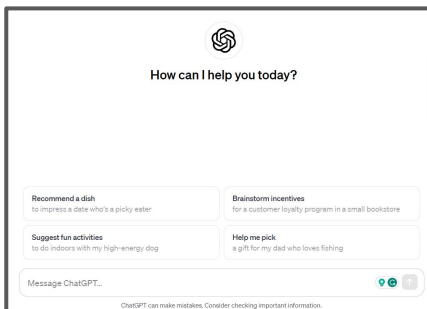 How can I help you today?
Recommend a dish
to impress a date who's a picky eater
Brainstorm incentives
for a customer loyalty program in a small bookstore
Suggest fun activities
to do indoors with my high-energy dog
Help me pick
a gift for my dad who loves fishing
Message ChatGPT...
ChatGPT can make mistakes. Consider checking important information.